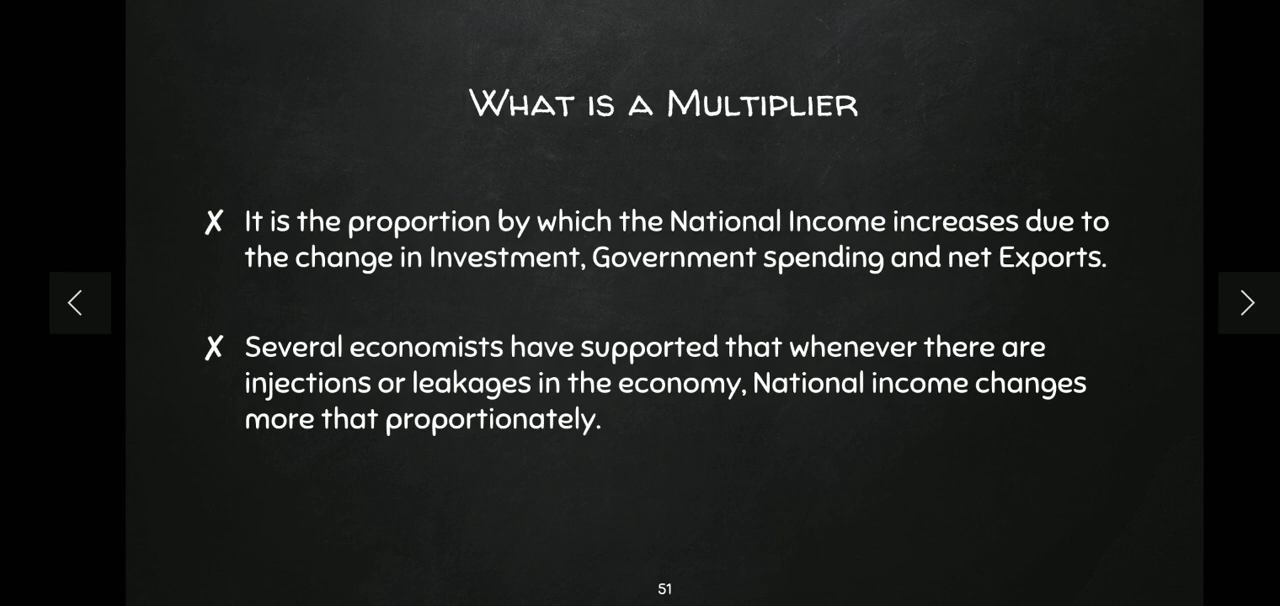 What is a Multiplier
✗ It is the proportion by which the National Income increases due to
the change in Investment, Government spending and net Exports.
✗ Several economists have supported that whenever there are
injections or leakages in the economy, National income changes
more that proportionately.
51